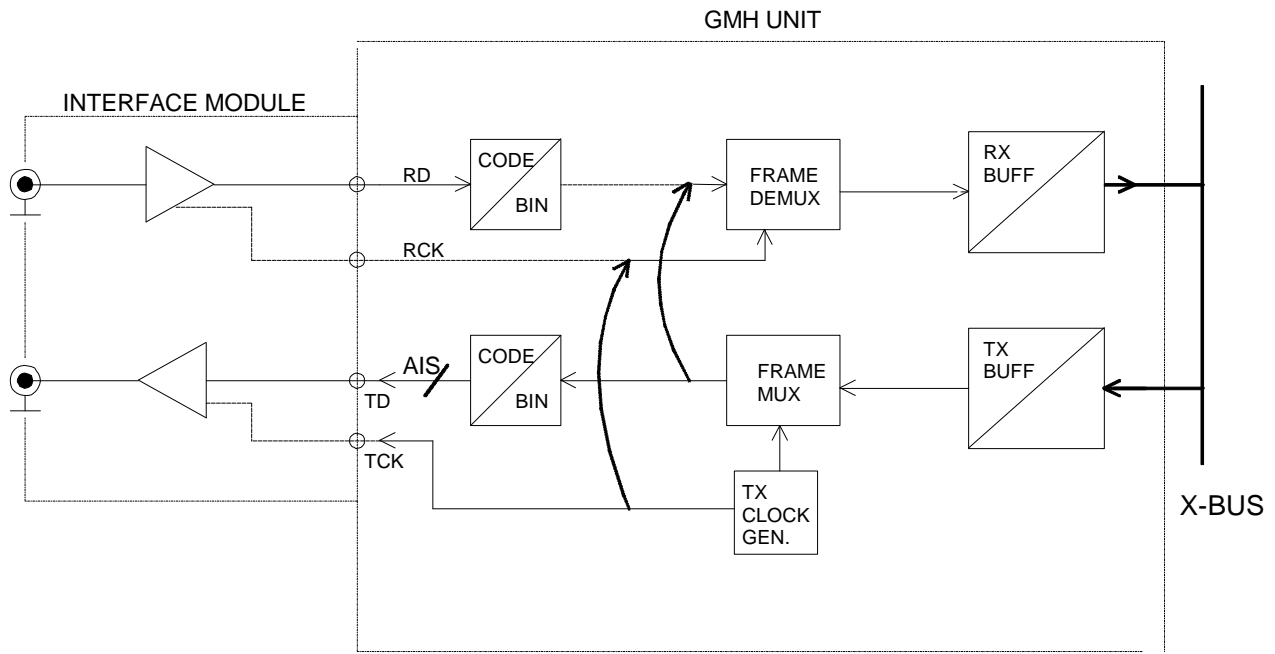 GMH UNIT
INTERFACE MODULE
RD
CODE
BIN
FRAME
DEMUX
RX
BUFF
RCK
AIS
TD
CODE
BIN
FRAME
MUX
TX
BUFF
TCK
TX
CLOCK
GEN.
X-BUS